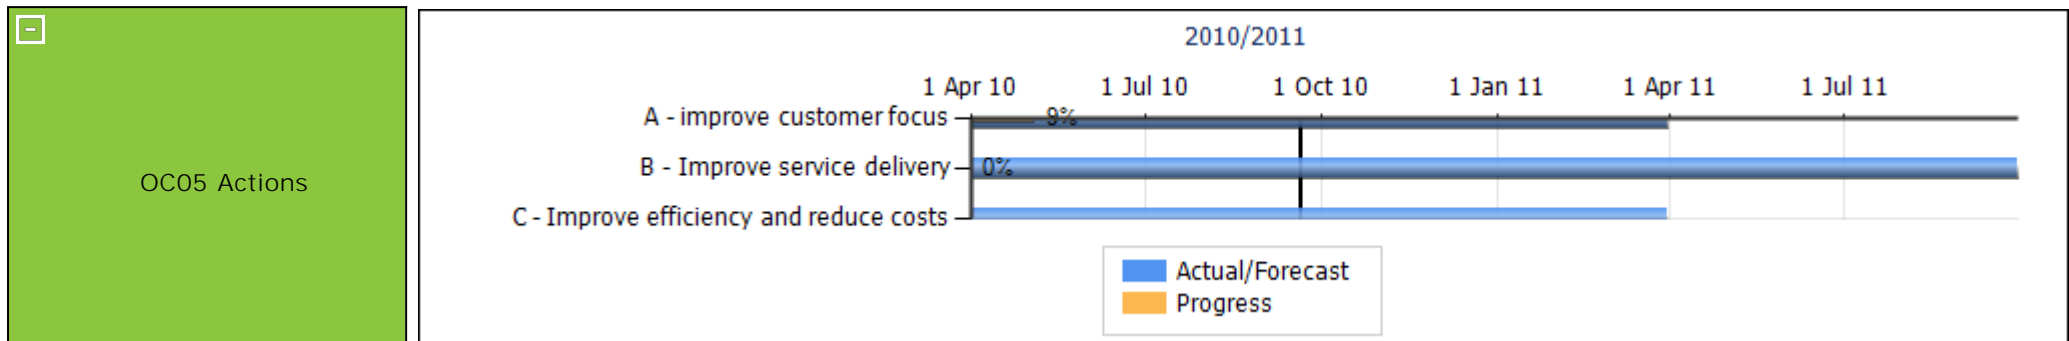 OC05 Actions
2010/2011
1 Apr 10 1 Jul 10 1 Oct 10 1 Jan 11 1 Apr 11 1 Jul 11
A - improve customer focus 9%
B - Improve service delivery 0%
C - Improve efficiency and reduce costs
Actual/Forecast
Progress